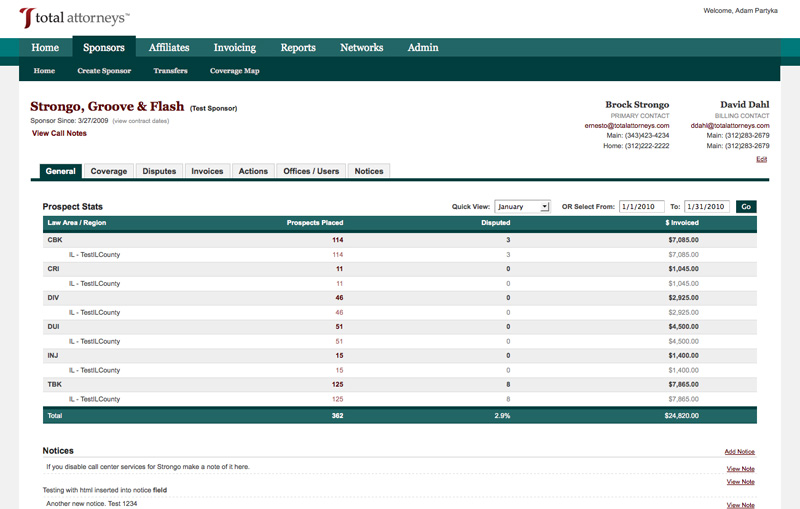 total attorneys™
Welcome, Adam Partyka
Home Sponsors Affiliates Invoicing Reports Networks Admin
Home Create Sponsor Transfers Coverage Map
Strongo, Groove & Flash (Test Sponsor)
Sponsor Since: 3/27/2009 (view contract dates)
View Call Notes
Brock Strongo
PRIMARY CONTACT
ernesto@totalattorneys.com
Main: (343)423-4234
Home: (312)222-2222
David Dahl
BILLING CONTACT
ddahl@totalattorneys.com
Main: (312)283-2679
Main: (312)283-2679
Edit
General Coverage Disputes Invoices Actions Offices / Users Notices
Prospect Stats Quick View: January OR Select From: 1/1/2010 To: 1/31/2010 Go
Law Area / Region Prospects Placed Disputed $ Invoiced
CBK 114 3 $7,085.00
IL - TestILCounty 114 3 $7,085.00
CRI 11 0 $1,045.00
IL - TestILCounty 11 0 $1,045.00
DIV 46 0 $2,925.00
IL - TestILCounty 46 0 $2,925.00
DUI 51 0 $4,500.00
IL - TestILCounty 51 0 $4,500.00
INJ 15 0 $1,400.00
IL - TestILCounty 15 0 $1,400.00
TBK 125 8 $7,865.00
IL - TestILCounty 125 8 $7,865.00
Total 362 2.9% $24,820.00
Notices Add Notice
If you disable call center services for Strongo make a note of it here. View Note
View Note
Testing with html inserted into notice field
Another new notice. Test 1234 View Note